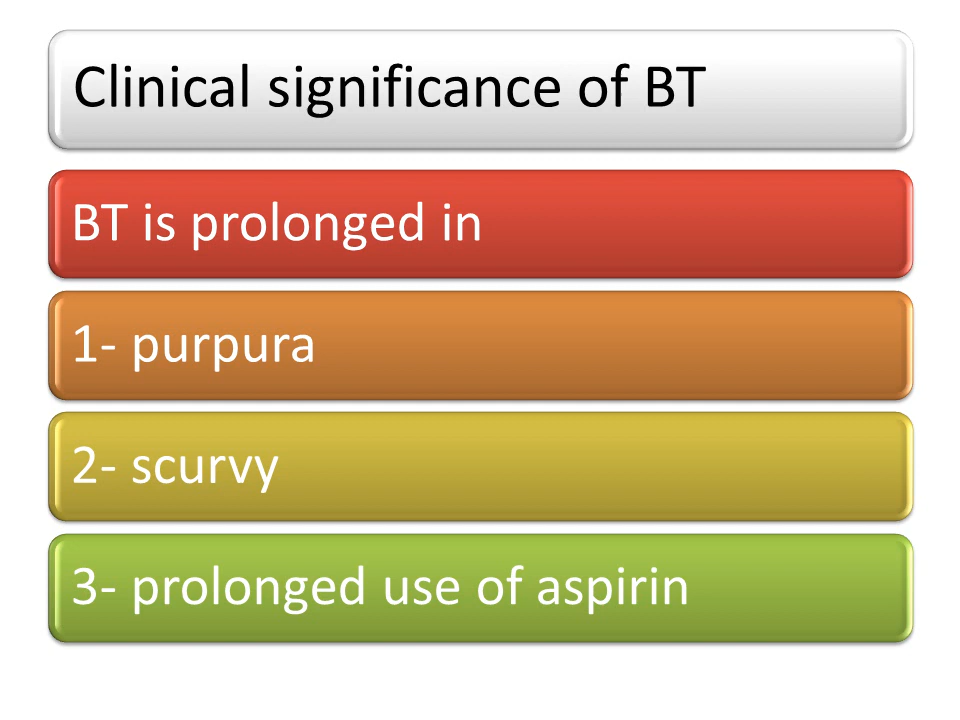 Clinical significance of BT
BT is prolonged in
1- purpura
2- scurvy
3- prolonged use of aspirin